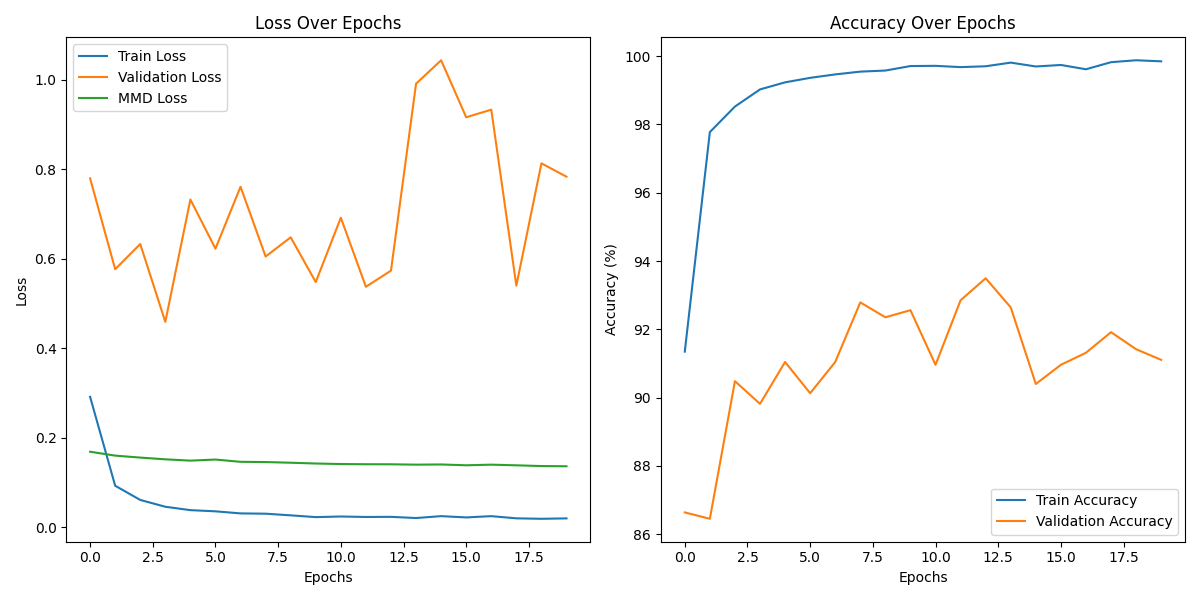 Loss Over Epochs
Train Loss
Validation Loss
MMD Loss
1.0
0.8
0.6
0.4
0.2
0.0
Loss
0.0 2.5 5.0 7.5 10.0 12.5 15.0 17.5
Epochs
Accuracy Over Epochs
100
98
96
94
92
90
88
86
Accuracy (%)
Train Accuracy
Validation Accuracy
0.0 2.5 5.0 7.5 10.0 12.5 15.0 17.5
Epochs